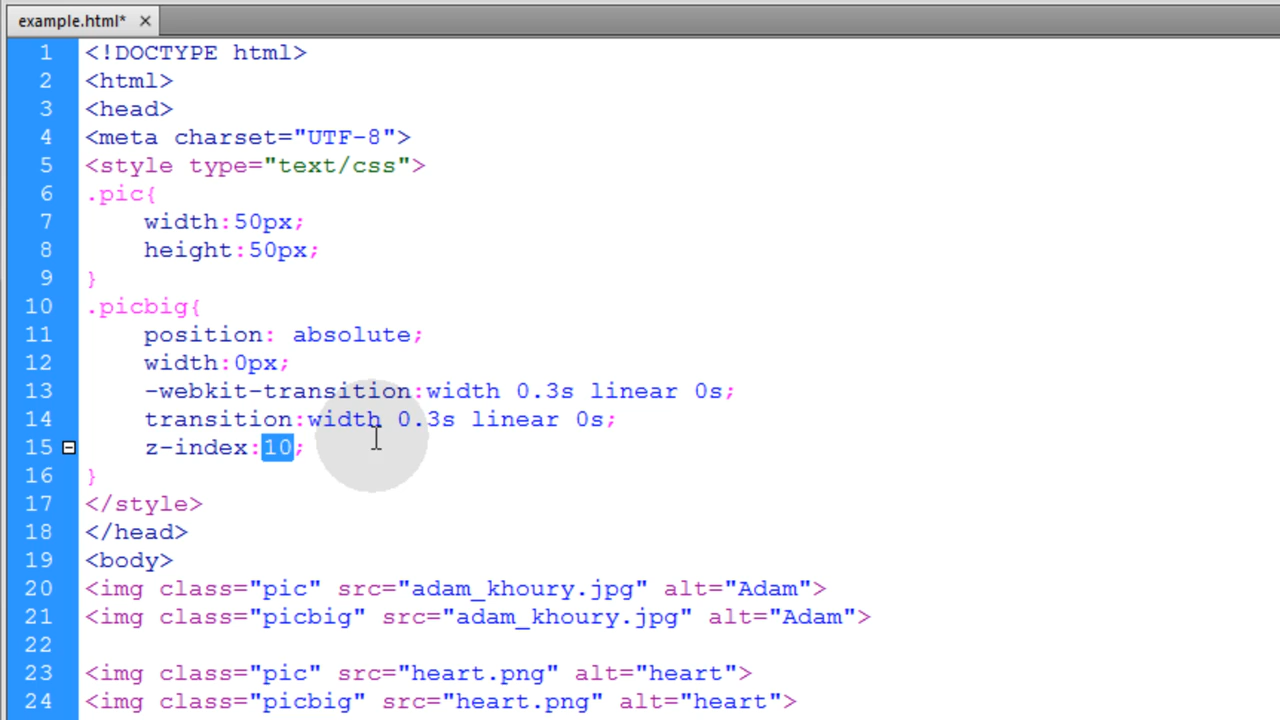 example.html* ×
1 <!DOCTYPE html>
2 <html>
3 <head>
4 <meta charset="UTF-8">
5 <style type="text/css">
6 .pic{
7     width:50px;
8     height:50px;
9 }
10 .picbig{
11     position: absolute;
12     width:0px;
13     -webkit-transition:width 0.3s linear 0s;
14     transition:width 0.3s linear 0s;
15     z-index:10;
16 }
17 </style>
18 </head>
19 <body>
20 <img class="pic" src="adam_khoury.jpg" alt="Adam">
21 <img class="picbig" src="adam_khoury.jpg" alt="Adam">
22
23 <img class="pic" src="heart.png" alt="heart">
24 <img class="picbig" src="heart.png" alt="heart">